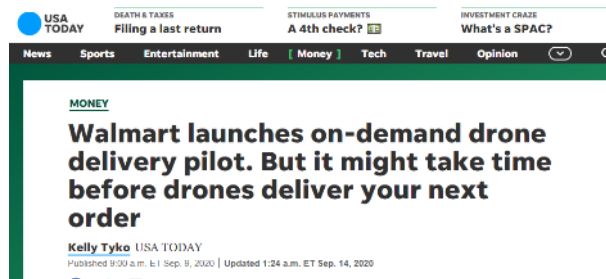 USA TODAY
DEATH & TAXES
Filing a last return
STIMULUS PAYMENTS
A 4th check? 💵
INVESTMENT CRAZE
What's a SPAC?
News Sports Entertainment Life [ Money ] Tech Travel Opinion
MONEY
Walmart launches on-demand drone
delivery pilot. But it might take time
before drones deliver your next
order
Kelly Tyko USA TODAY
Published 9:00 a.m. ET Sep. 9, 2020 | Updated 1:24 a.m. ET Sep. 14, 2020